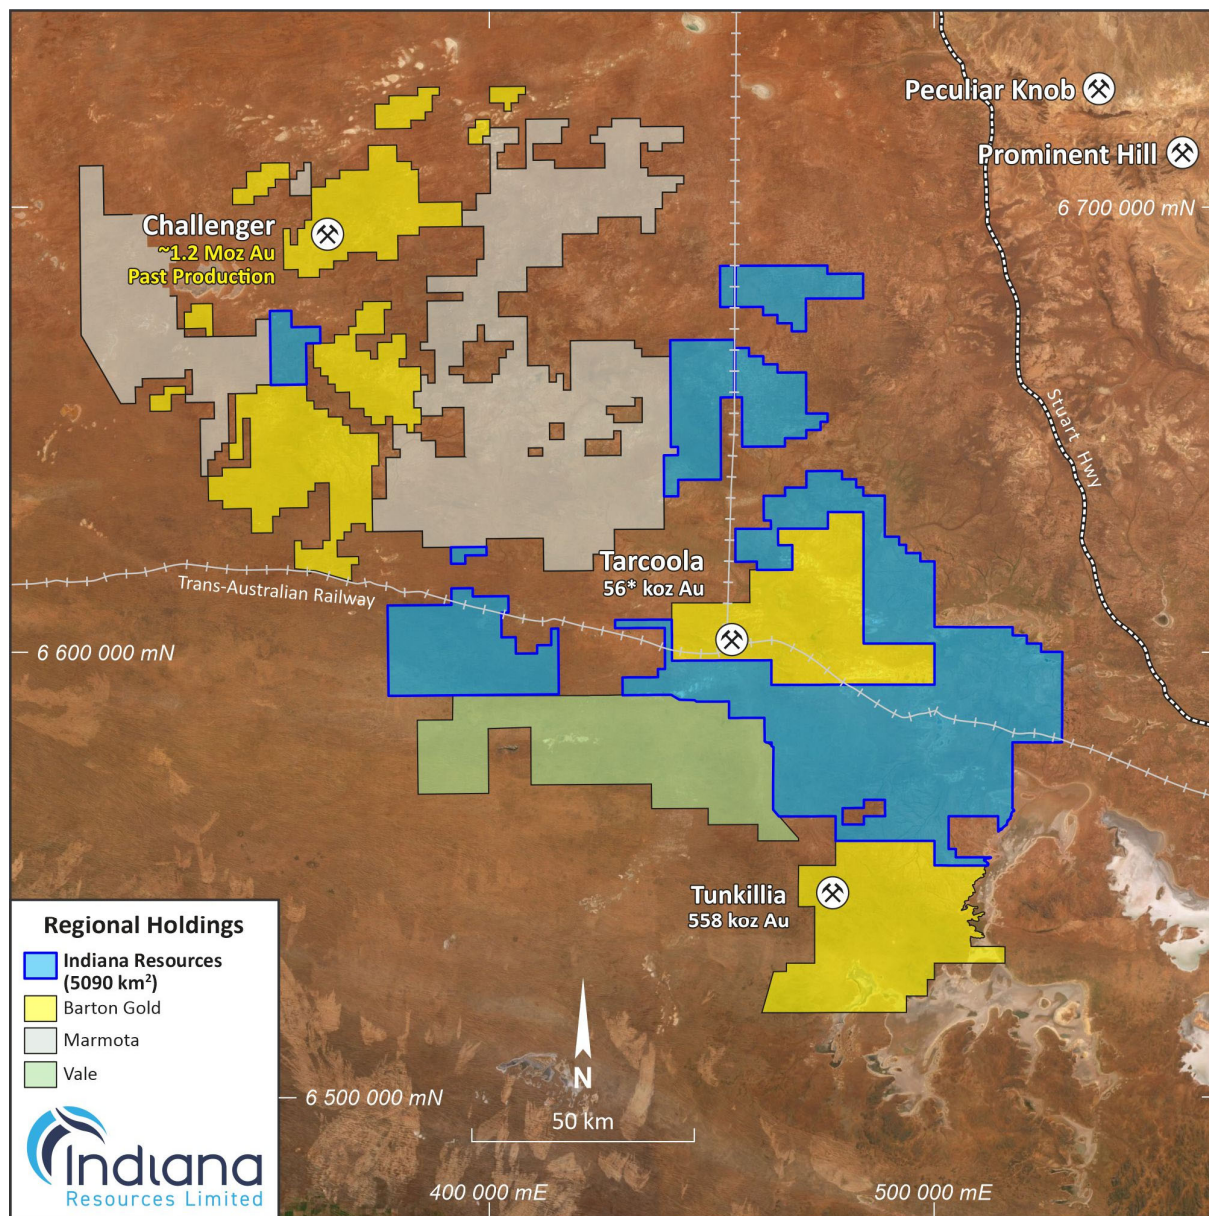 Peculiar Knob
Prominent Hill
6 700 000 mN
Challenger
~1.2 Moz Au
Past Production
Stuart Hwy
Tarcoola
56* koz Au
Trans-Australian Railway
6 600 000 mN
Tunkillia
558 koz Au
Regional Holdings
Indiana Resources
(5090 km²)
Barton Gold
Marmota
Vale
Indiana
Resources Limited
N
50 km
6 500 000 mN
400 000 mE
500 000 mE